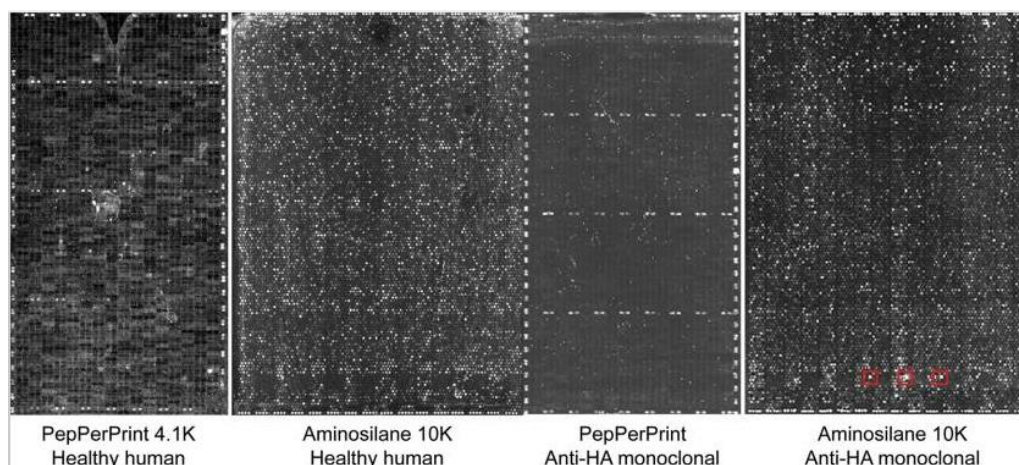 PepPerPrint 4.1K
Healthy human
Aminosilane 10K
Healthy human
PepPerPrint
Anti-HA monoclonal
Aminosilane 10K
Anti-HA monoclonal